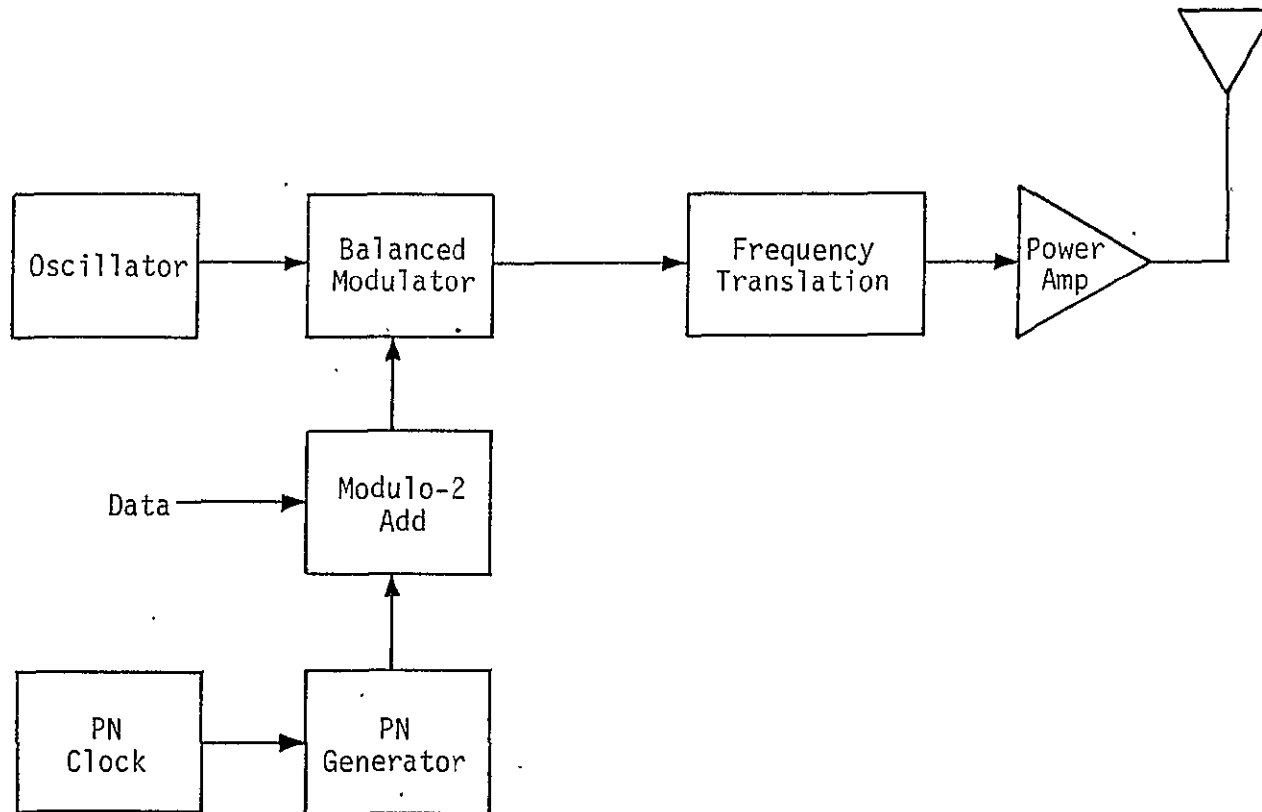 Oscillator
Balanced
Modulator
Frequency
Translation
Power
Amp
Data
Modulo-2
Add
PN
Clock
PN
Generator